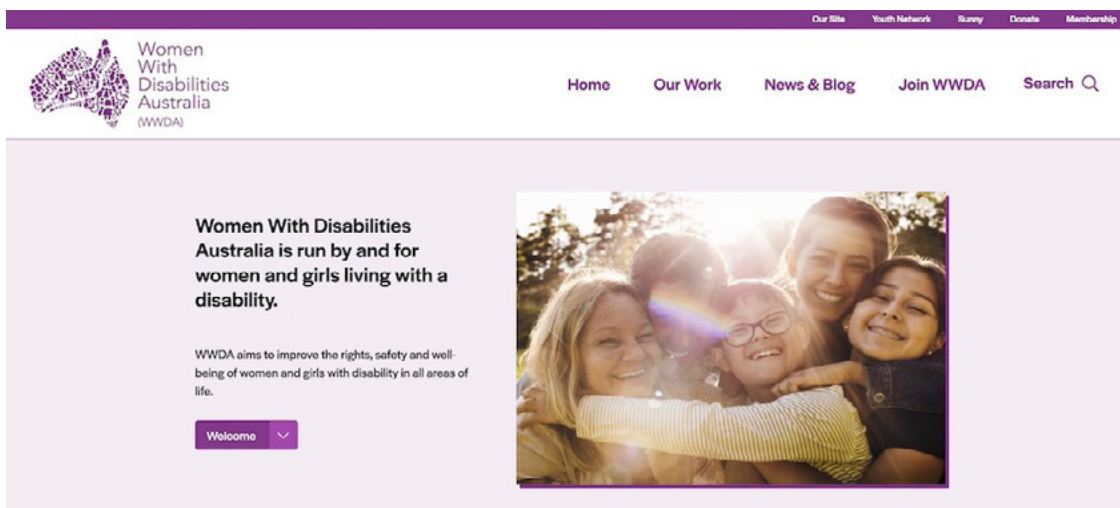 Our Site Youth Network Sunny Donate Membership
Women
With
Disabilities
Australia
(WWDA)
Home Our Work News & Blog Join WWDA Search
Women With Disabilities
Australia is run by and for
women and girls living with a
disability.
WWDA aims to improve the rights, safety and well-
being of women and girls with disability in all areas of
life.
Welcome